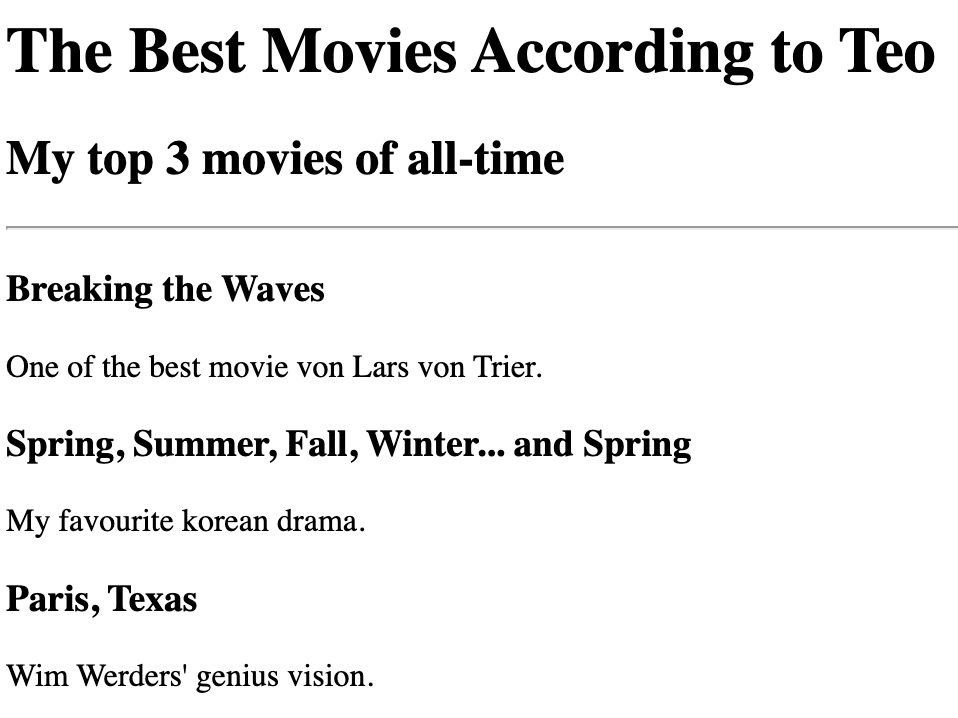 The Best Movies According to Teo
My top 3 movies of all-time
Breaking the Waves
One of the best movie von Lars von Trier.
Spring, Summer, Fall, Winter... and Spring
My favourite korean drama.
Paris, Texas
Wim Werders' genius vision.